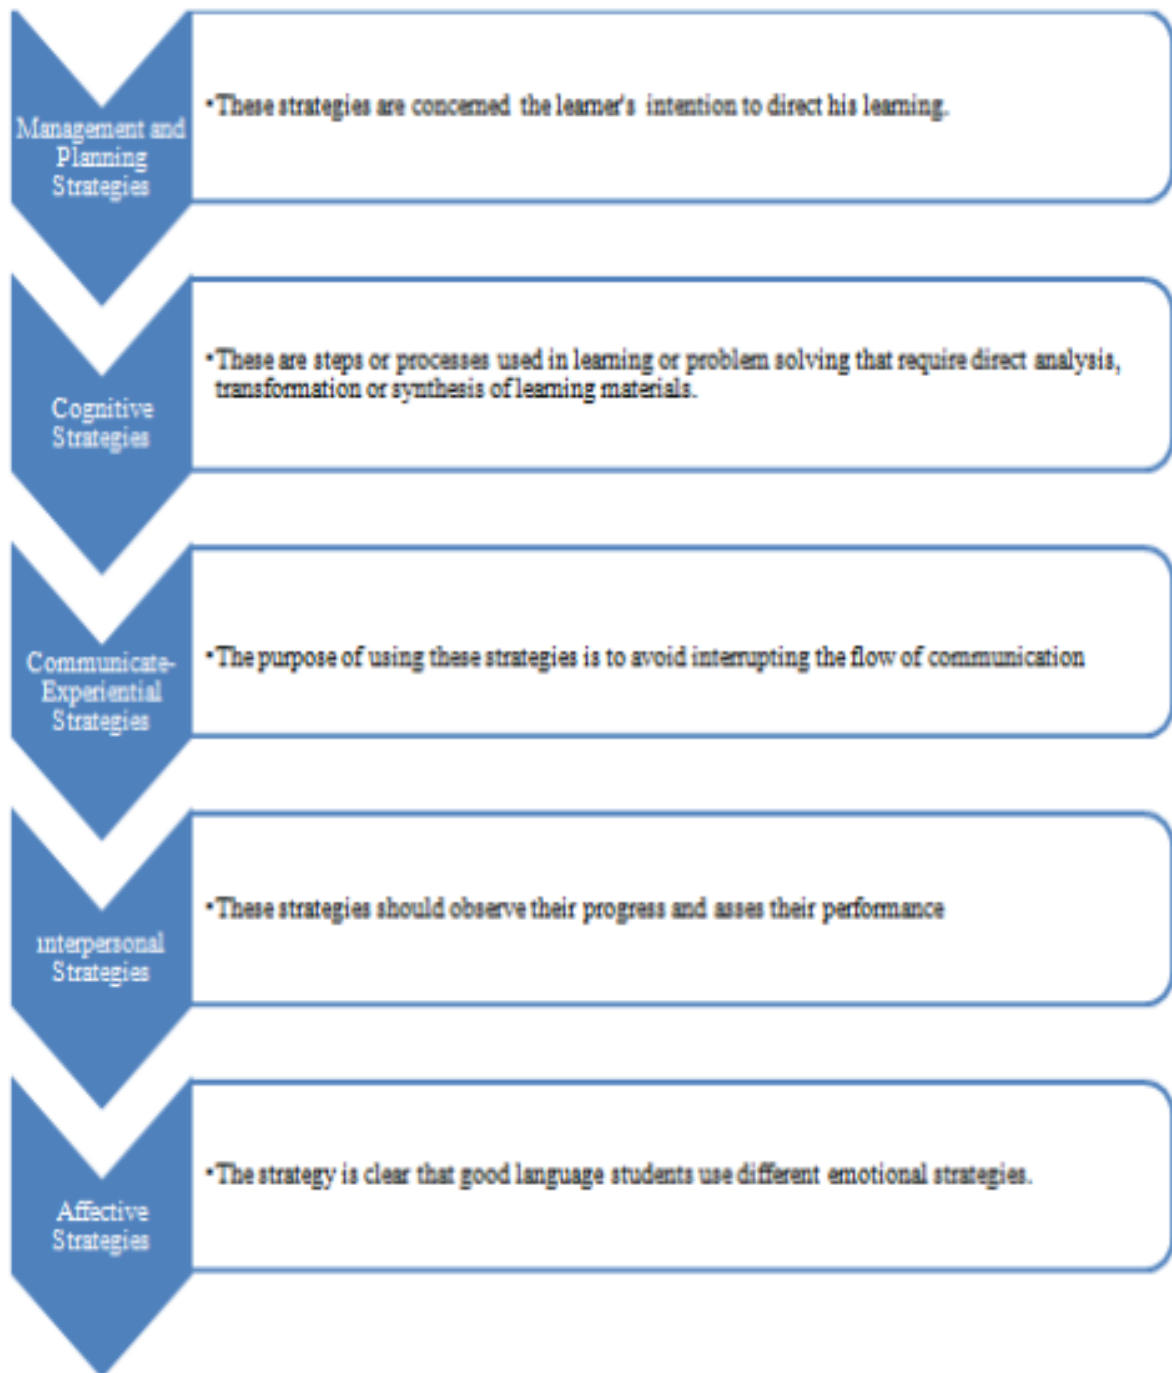 Management and
Planning
Strategies
•These strategies are concerned the learner's intention to direct his learning.
Cognitive
Strategies
•These are steps or processes used in learning or problem solving that require direct analysis,
transformation or synthesis of learning materials.
Communicate-
Experiential
Strategies
•The purpose of using these strategies is to avoid interrupting the flow of communication
ınterpersonal
Strategies
•These strategies should observe their progress and asses their performance
Affective
Strategies
•The strategy is clear that good language students use different emotional strategies.